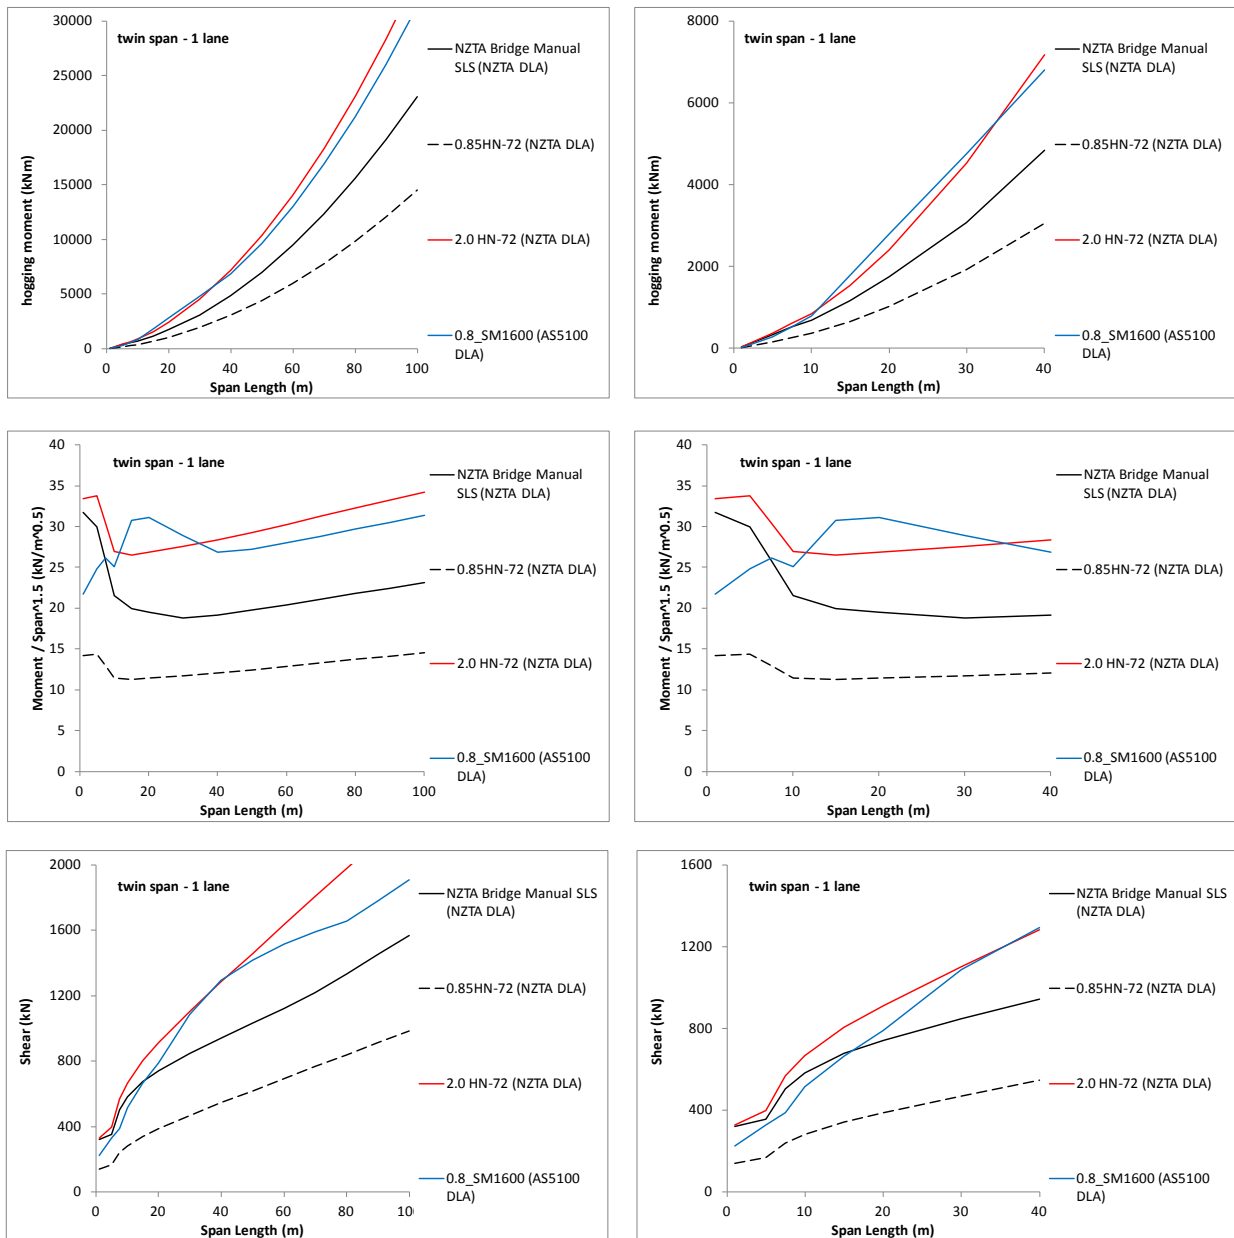 twin span - 1 lane
hogging moment (kNm)
30000
25000
20000
15000
10000
5000
0
0 20 40 60 80 100
Span Length (m)
NZTA Bridge Manual
SLS (NZTA DLA)
0.85HN-72 (NZTA DLA)
2.0 HN-72 (NZTA DLA)
0.8_SM1600 (AS5100
DLA)
twin span - 1 lane
hogging moment (kNm)
8000
6000
4000
2000
0
0 10 20 30 40
Span Length (m)
NZTA Bridge Manual
SLS (NZTA DLA)
0.85HN-72 (NZTA DLA)
2.0 HN-72 (NZTA DLA)
0.8_SM1600 (AS5100
DLA)
twin span - 1 lane
Moment / Span^1.5 (kN/m^0.5)
40
35
30
25
20
15
10
5
0
0 20 40 60 80 100
Span Length (m)
NZTA Bridge Manual
SLS (NZTA DLA)
0.85HN-72 (NZTA DLA)
2.0 HN-72 (NZTA DLA)
0.8_SM1600 (AS5100
DLA)
twin span - 1 lane
Moment / Span^1.5 (kN/m^0.5)
40
35
30
25
20
15
10
5
0
0 10 20 30 40
Span Length (m)
NZTA Bridge Manual
SLS (NZTA DLA)
0.85HN-72 (NZTA DLA)
2.0 HN-72 (NZTA DLA)
0.8_SM1600 (AS5100
DLA)
twin span - 1 lane
Shear (kN)
2000
1600
1200
800
400
0
0 20 40 60 80 10
Span Length (m)
NZTA Bridge Manual SLS
(NZTA DLA)
0.85HN-72 (NZTA DLA)
2.0 HN-72 (NZTA DLA)
0.8_SM1600 (AS5100
DLA)
twin span - 1 lane
Shear (kN)
1600
1200
800
400
0
0 10 20 30 40
Span Length (m)
NZTA Bridge Manual SLS
(NZTA DLA)
0.85HN-72 (NZTA DLA)
2.0 HN-72 (NZTA DLA)
0.8_SM1600 (AS5100
DLA)